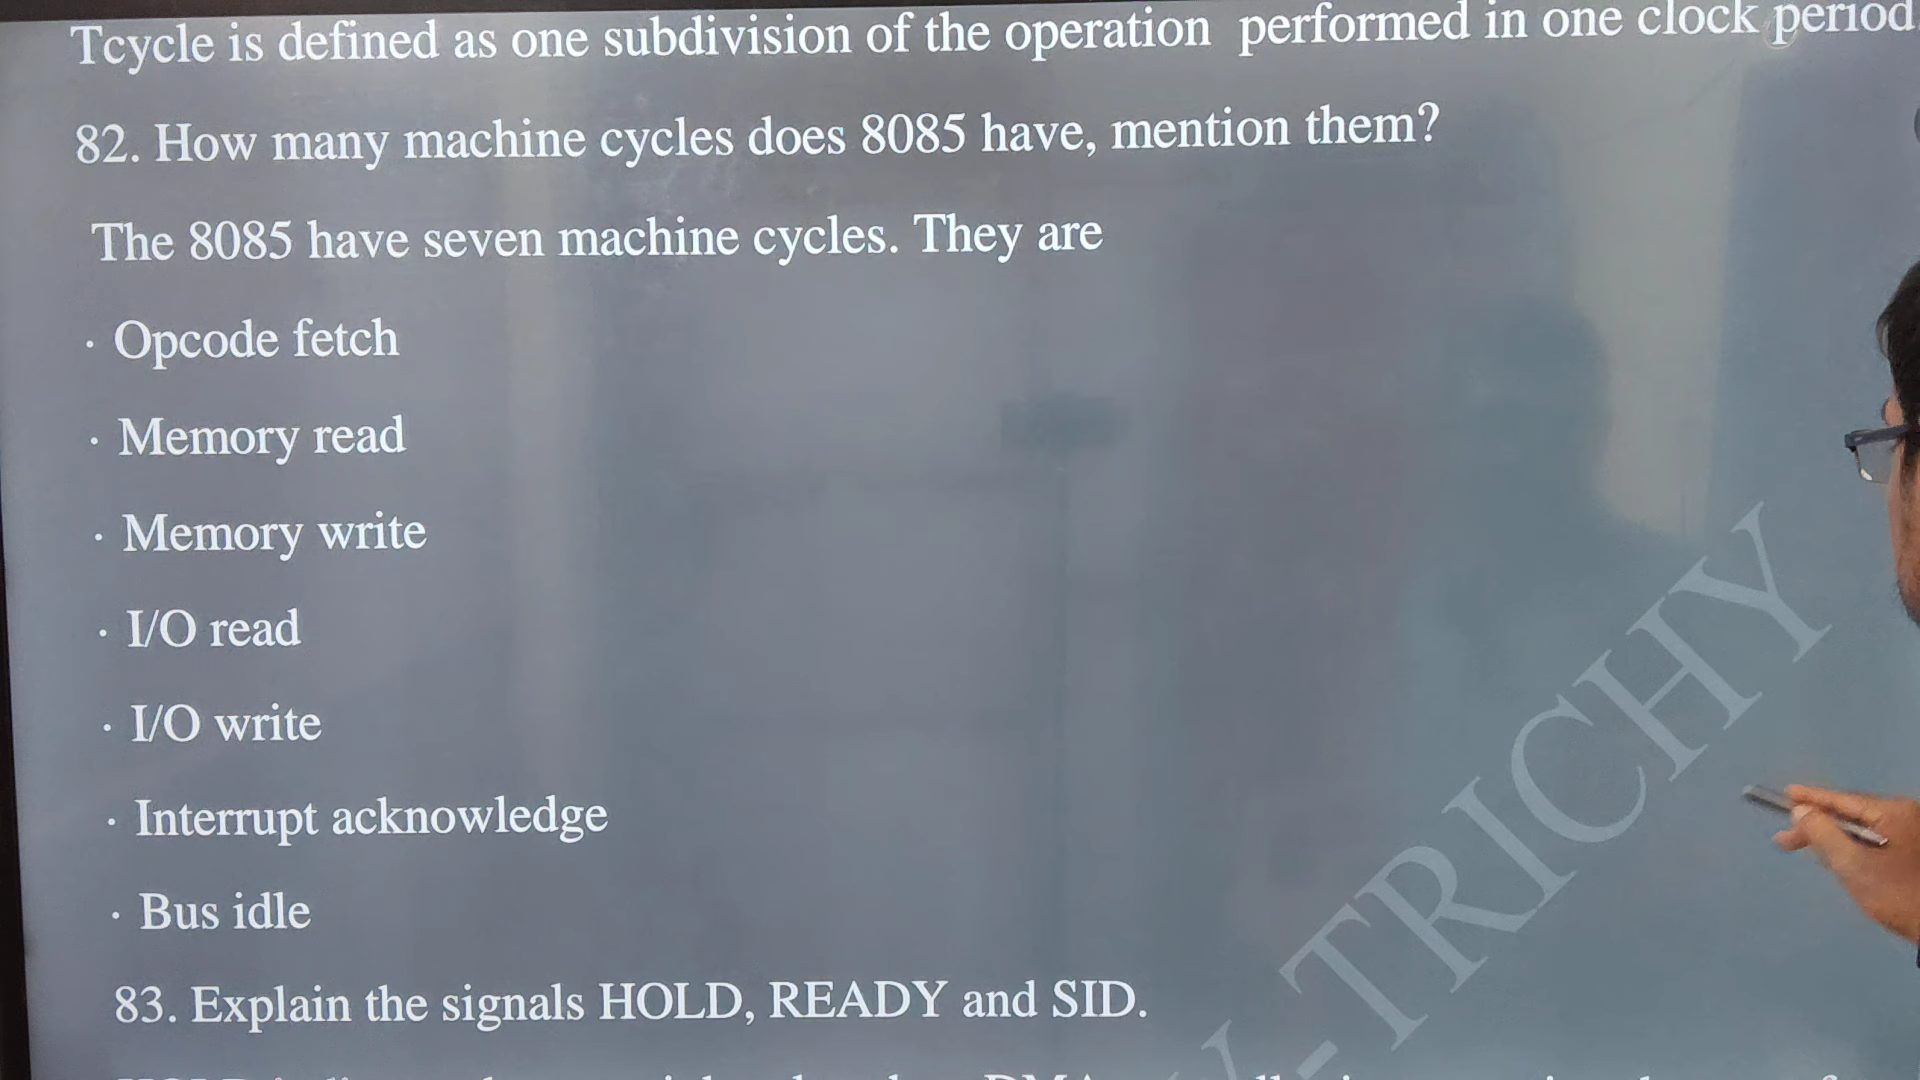 Tcycle is defined as one subdivision of the operation performed in one clock period
82. How many machine cycles does 8085 have, mention them?
The 8085 have seven machine cycles. They are
· Opcode fetch
· Memory read
· Memory write
· I/O read
· I/O write
· Interrupt acknowledge
· Bus idle
83. Explain the signals HOLD, READY and SID.
-TRICHY